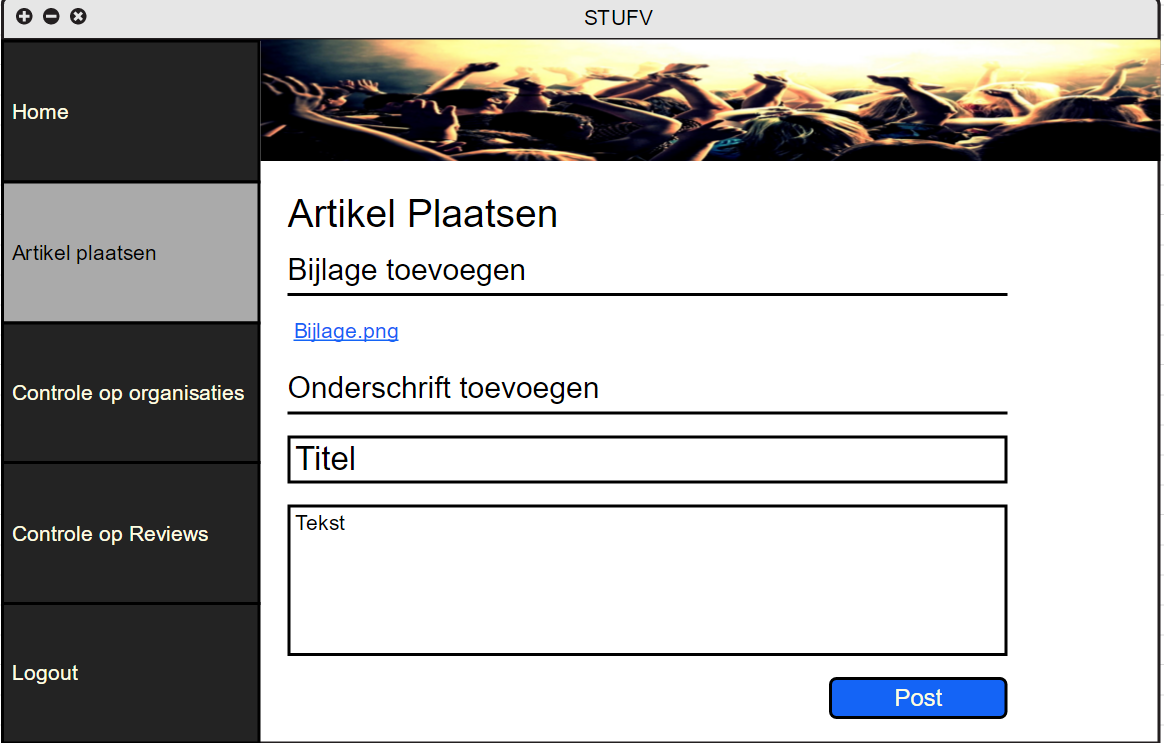 STUFV
Home
Artikel plaatsen
Controle op organisaties
Controle op Reviews
Logout
Artikel Plaatsen
Bijlage toevoegen
Bijlage.png
Onderschrift toevoegen
Titel
Tekst
Post